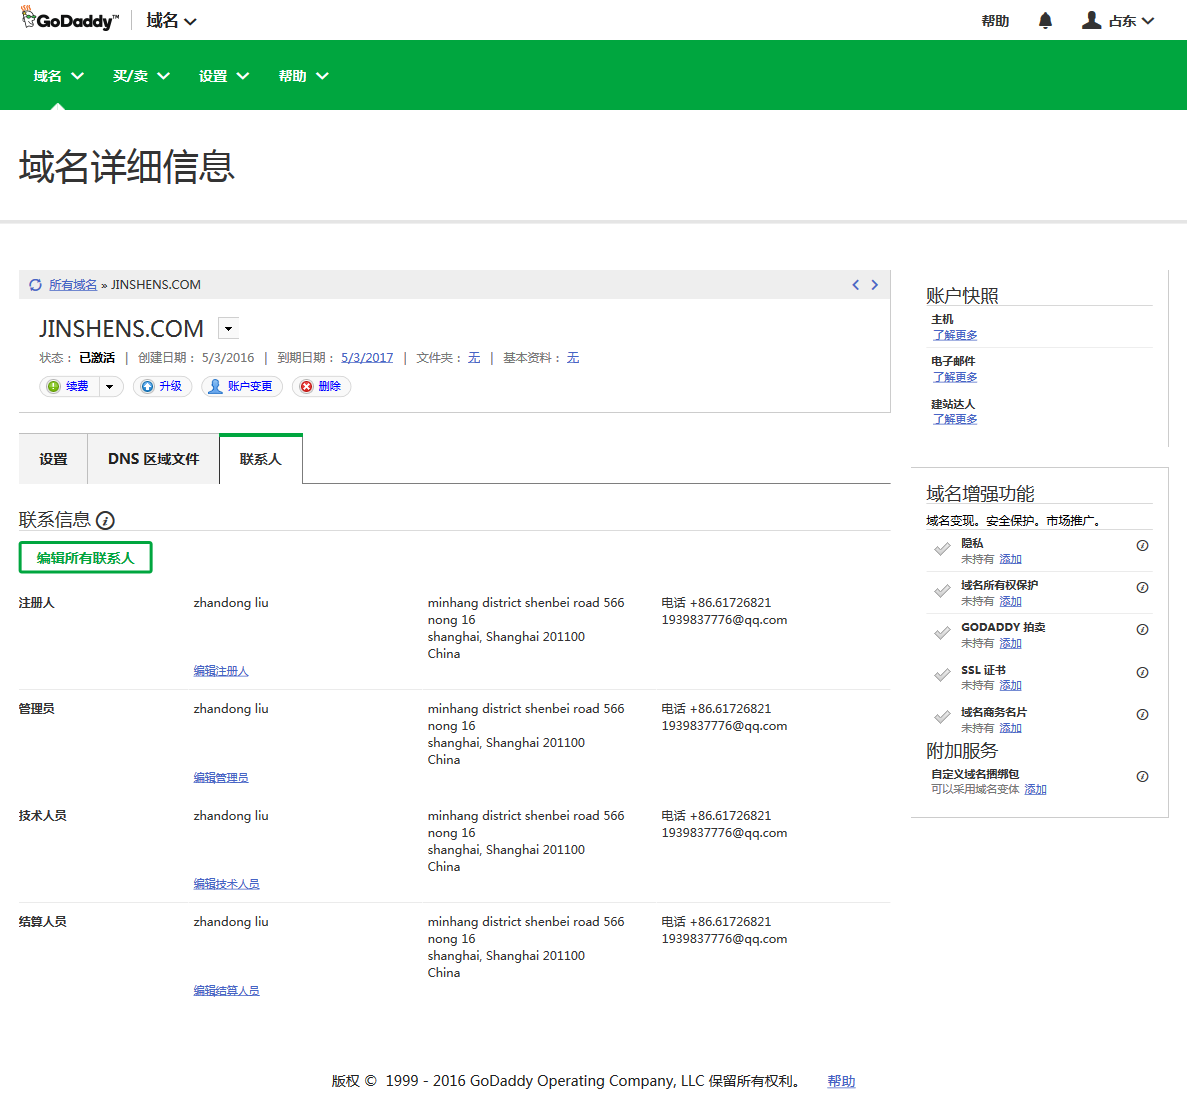 GoDaddy™ 域名 帮助 占东
域名 买/卖 设置 帮助
域名详细信息
所有域名 » JINSHENS.COM
JINSHENS.COM
状态： 已激活 | 创建日期： 5/3/2016 | 到期日期： 5/3/2017 | 文件夹： 无 | 基本资料： 无
续费 升级 账户变更 删除
设置 DNS 区域文件 联系人
联系信息
编辑所有联系人
注册人 zhandong liu minhang district shenbei road 566 电话 +86.61726821
nong 16 1939837776@qq.com
shanghai, Shanghai 201100
China
编辑注册人
管理员 zhandong liu minhang district shenbei road 566 电话 +86.61726821
nong 16 1939837776@qq.com
shanghai, Shanghai 201100
China
编辑管理员
技术人员 zhandong liu minhang district shenbei road 566 电话 +86.61726821
nong 16 1939837776@qq.com
shanghai, Shanghai 201100
China
编辑技术人员
结算人员 zhandong liu minhang district shenbei road 566 电话 +86.61726821
nong 16 1939837776@qq.com
shanghai, Shanghai 201100
China
编辑结算人员
账户快照
主机
了解更多
电子邮件
了解更多
建站达人
了解更多
域名增强功能
域名变现。安全保护。市场推广。
隐私
未持有 添加
域名所有权保护
未持有 添加
GODADDY 拍卖
未持有 添加
SSL 证书
未持有 添加
域名商务名片
未持有 添加
附加服务
自定义域名捆绑包
可以采用域名变体 添加
版权 © 1999 - 2016 GoDaddy Operating Company, LLC 保留所有权利。 帮助